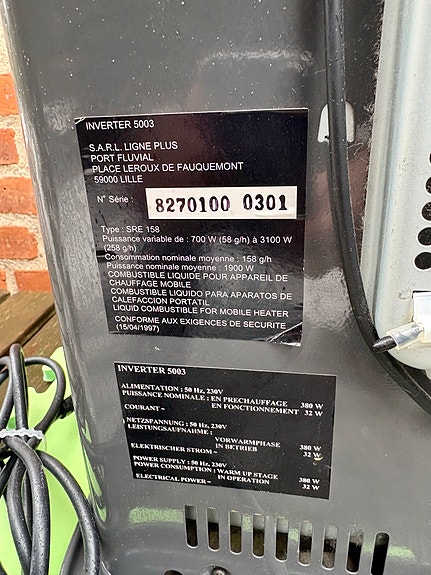 INVERTER 5003
S.A.R.L. LIGNE PLUS
PORT FLUVIAL
PLACE LEROUX DE FAUQUEMONT
59000 LILLE
N° Série : 8270100 0301
Type : SRE 158
Puissance variable de : 700 W (58 g/h) à 3100 W
(258 g/h)
Consommation nominale moyenne : 158 g/h
Puissance nominale moyenne : 1900 W
COMBUSTIBLE LIQUIDE POUR APPAREIL DE
CHAUFFAGE MOBILE
COMBUSTIBLE LIQUIDO PARA APARATOS DE
CALEFACCION PORTATIL
LIQUID COMBUSTIBLE FOR MOBILE HEATER
CONFORME AUX EXIGENCES DE SECURITE
(15/04/1997)
INVERTER 5003
ALIMENTATION : 50 Hz, 230V
PUISSANCE NOMINALE : EN PRECHAUFFAGE 380 W
COURANT ~ EN FONCTIONNEMENT 32 W
NETZSPANNUNG : 50 Hz, 230V
LEISTUNGSAUFNAHME :
VORWARMPHASE 380 W
ELEKTRISCHER STROM ~ IN BETRIEB 32 W
POWER SUPPLY : 50 Hz, 230V
POWER CONSUMPTION : WARM UP STAGE 380 W
ELECTRICAL POWER ~ IN OPERATION 32 W